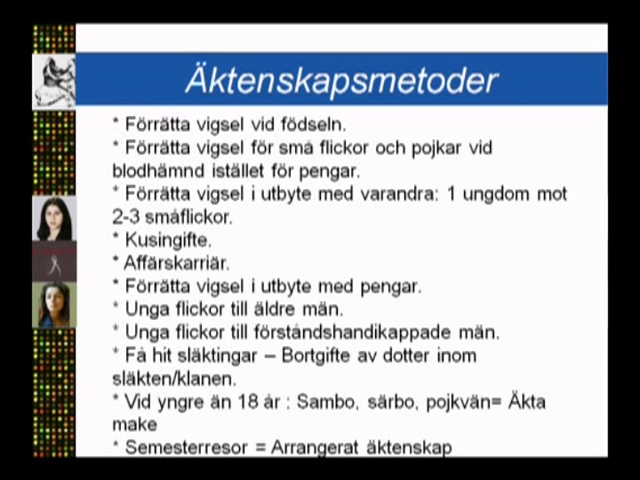 Äktenskapsmetoder
* Förrätta vigsel vid födseln.
* Förrätta vigsel för små flickor och pojkar vid
blodhämnd istället för pengar.
* Förrätta vigsel i utbyte med varandra: 1 ungdom mot
2-3 småflickor.
* Kusingifte.
* Affärskarriär.
* Förrätta vigsel i utbyte med pengar.
* Unga flickor till äldre män.
* Unga flickor till förståndshandikappade män.
* Få hit släktingar – Bortgifte av dotter inom
släkten/klanen.
* Vid yngre än 18 år : Sambo, särbo, pojkvän= Äkta
make
* Semesterresor = Arrangerat äktenskap